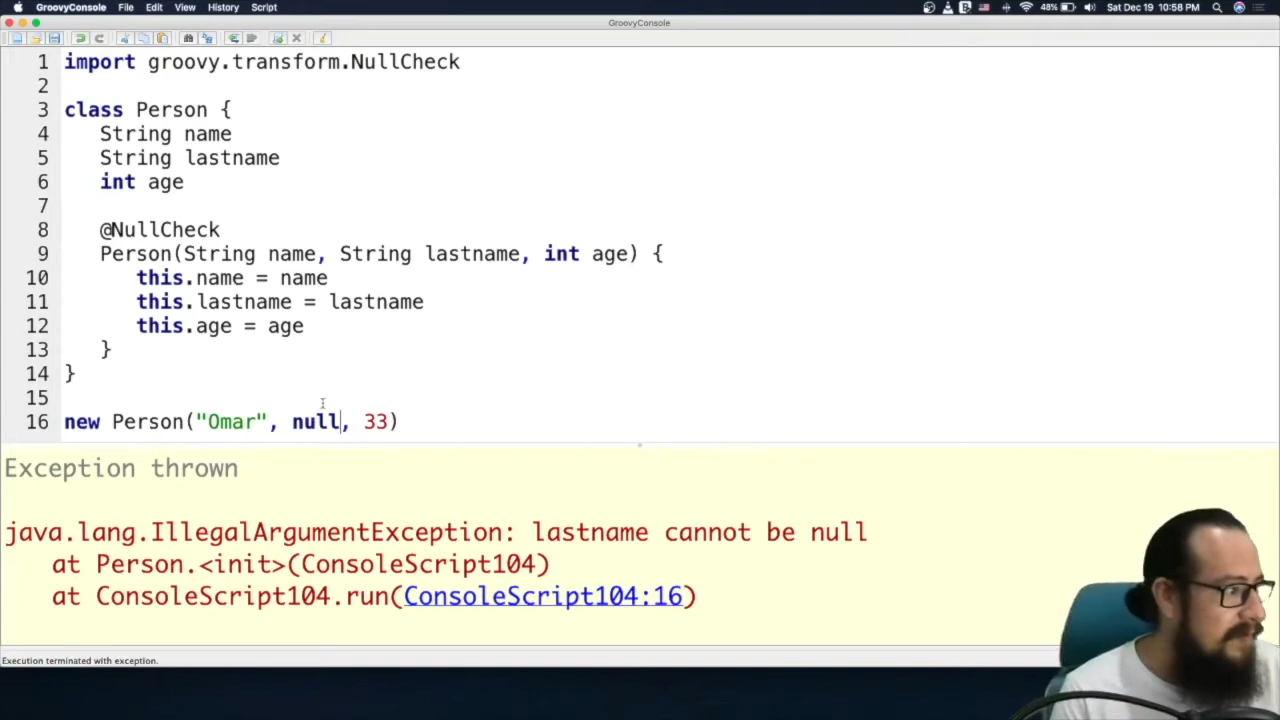 GroovyConsole File Edit View History Script 48% Sat Dec 19 10:58 PM
GroovyConsole
1 import groovy.transform.NullCheck
2
3 class Person {
4 String name
5 String lastname
6 int age
7
8 @NullCheck
9 Person(String name, String lastname, int age) {
10 this.name = name
11 this.lastname = lastname
12 this.age = age
13 }
14 }
15
16 new Person("Omar", null, 33)
Exception thrown
java.lang.IllegalArgumentException: lastname cannot be null
at Person.<init>(ConsoleScript104)
at ConsoleScript104.run(ConsoleScript104:16)
Execution terminated with exception.